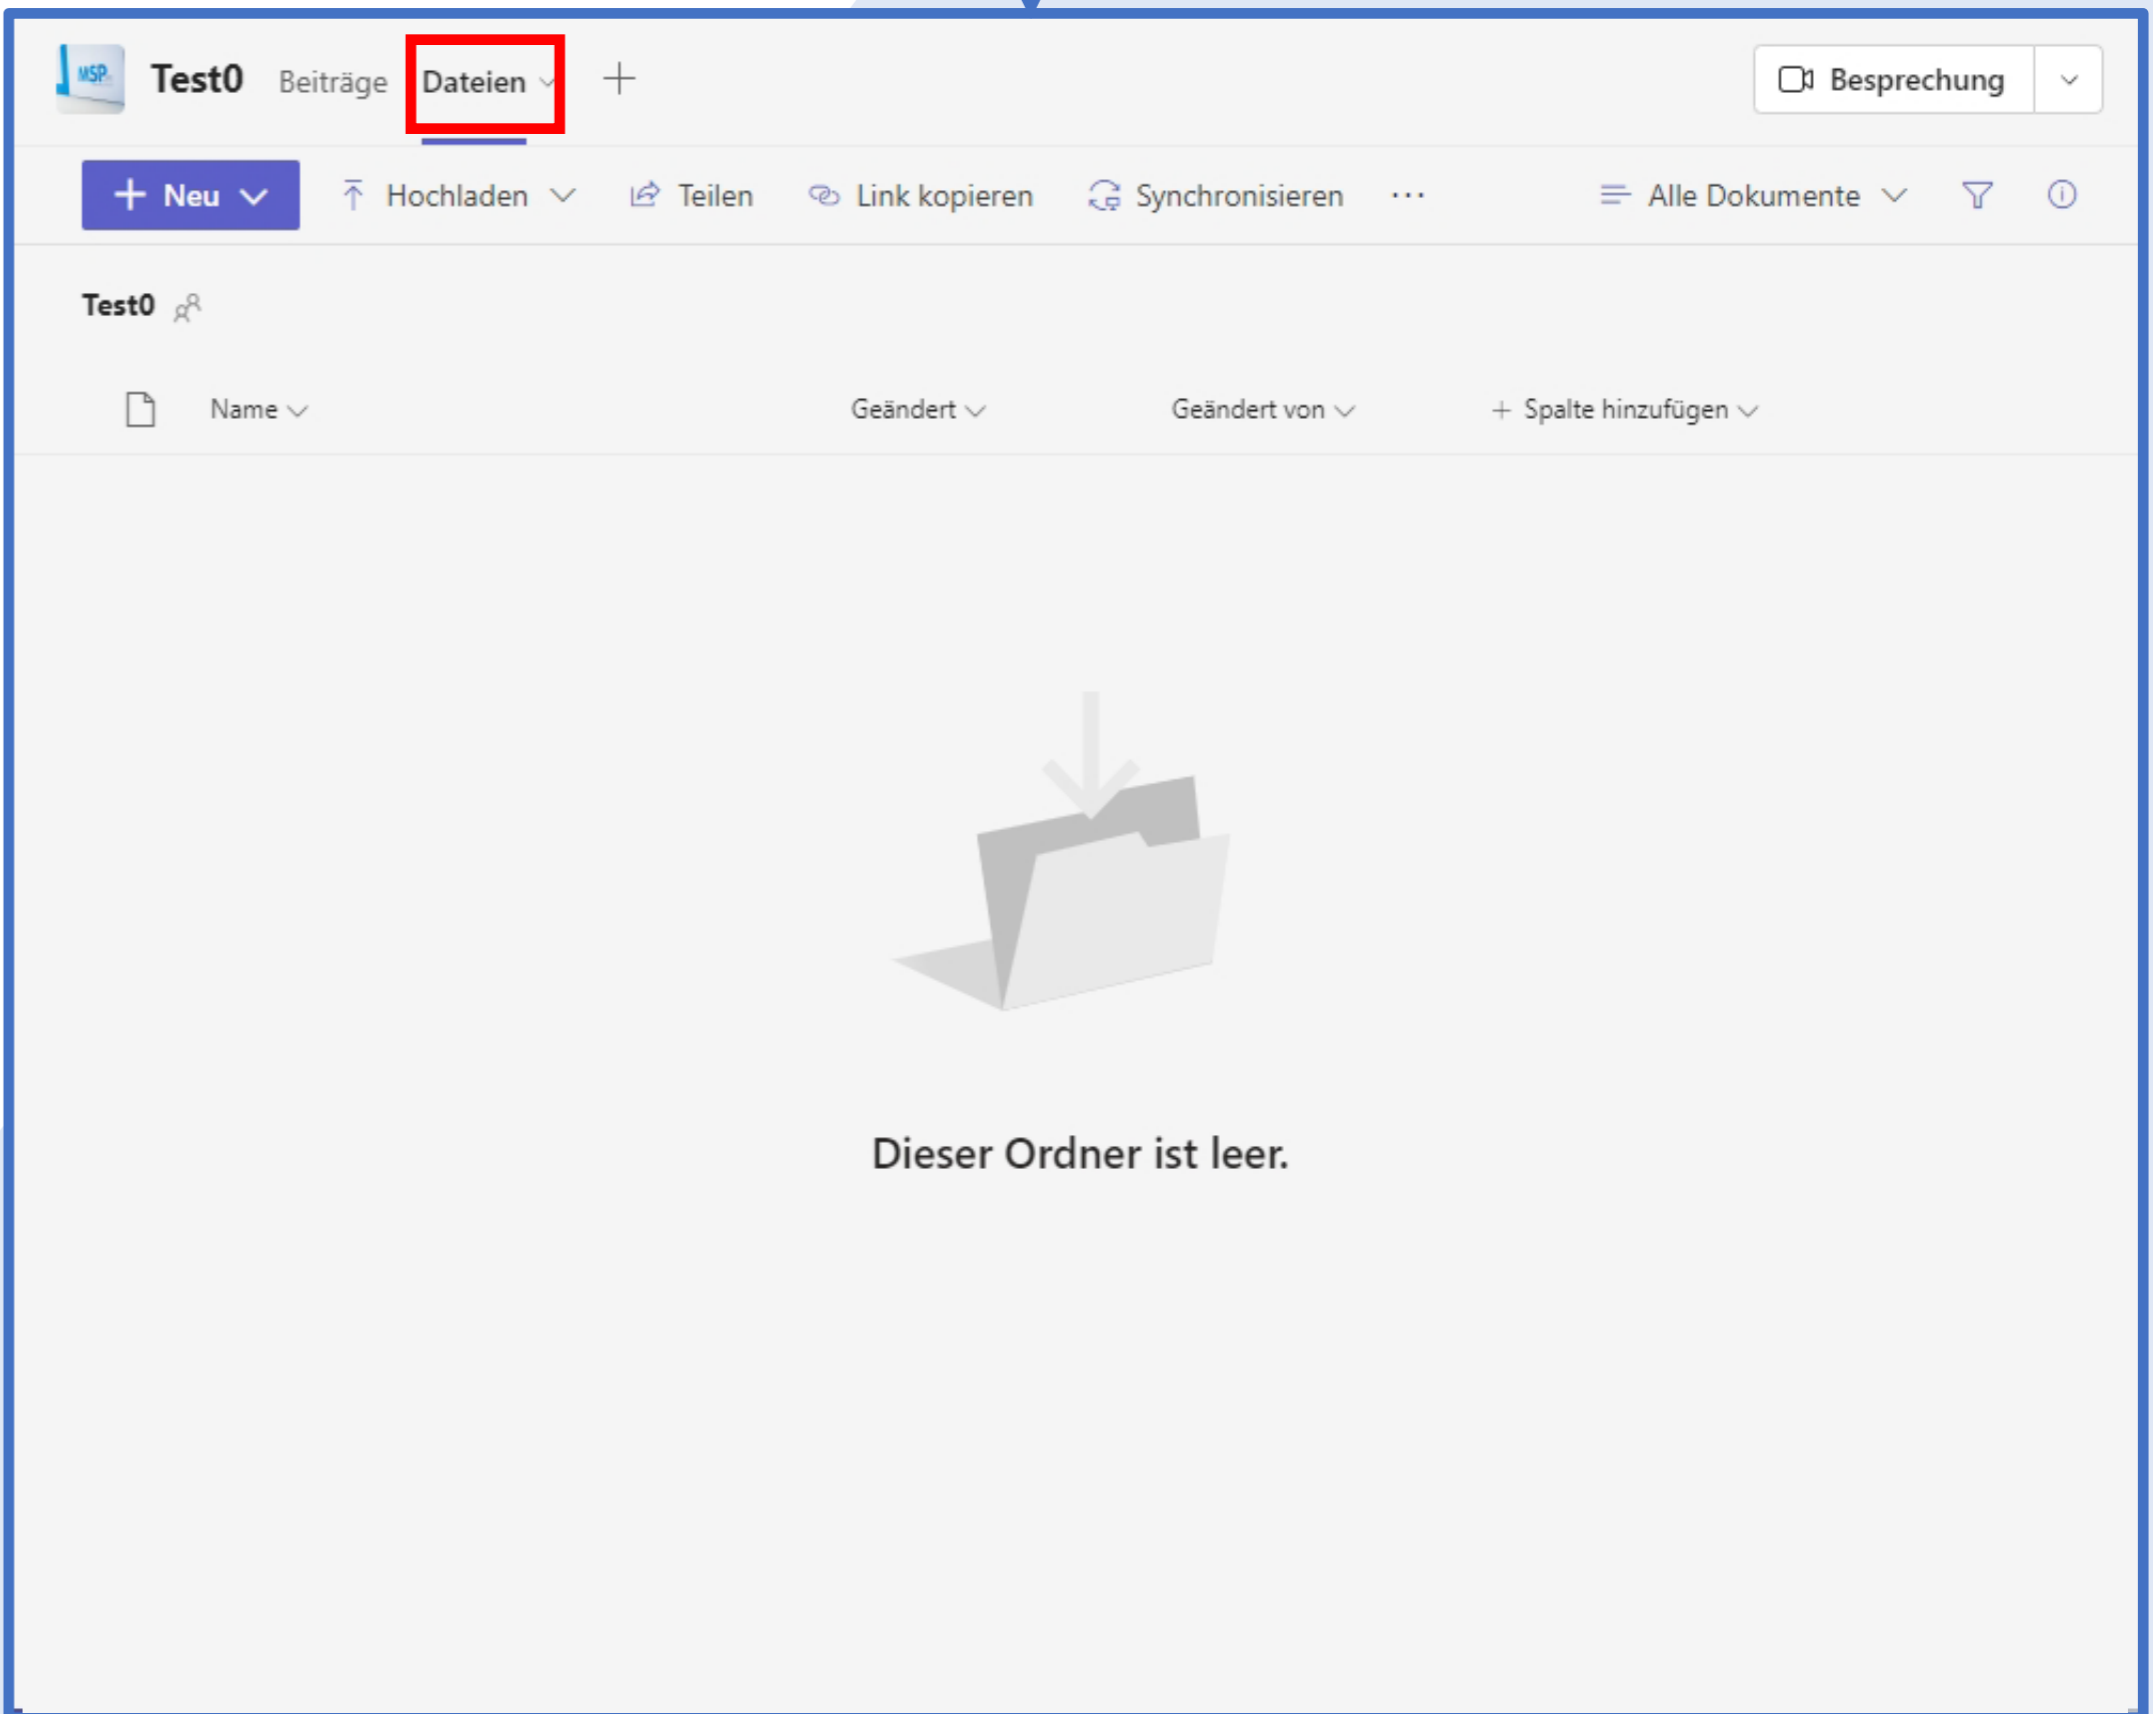 MSP
Test0 Beiträge Dateien Besprechung
Neu Hochladen Teilen Link kopieren Synchronisieren ... Alle Dokumente
Test0
Name Geändert Geändert von + Spalte hinzufügen
Dieser Ordner ist leer.